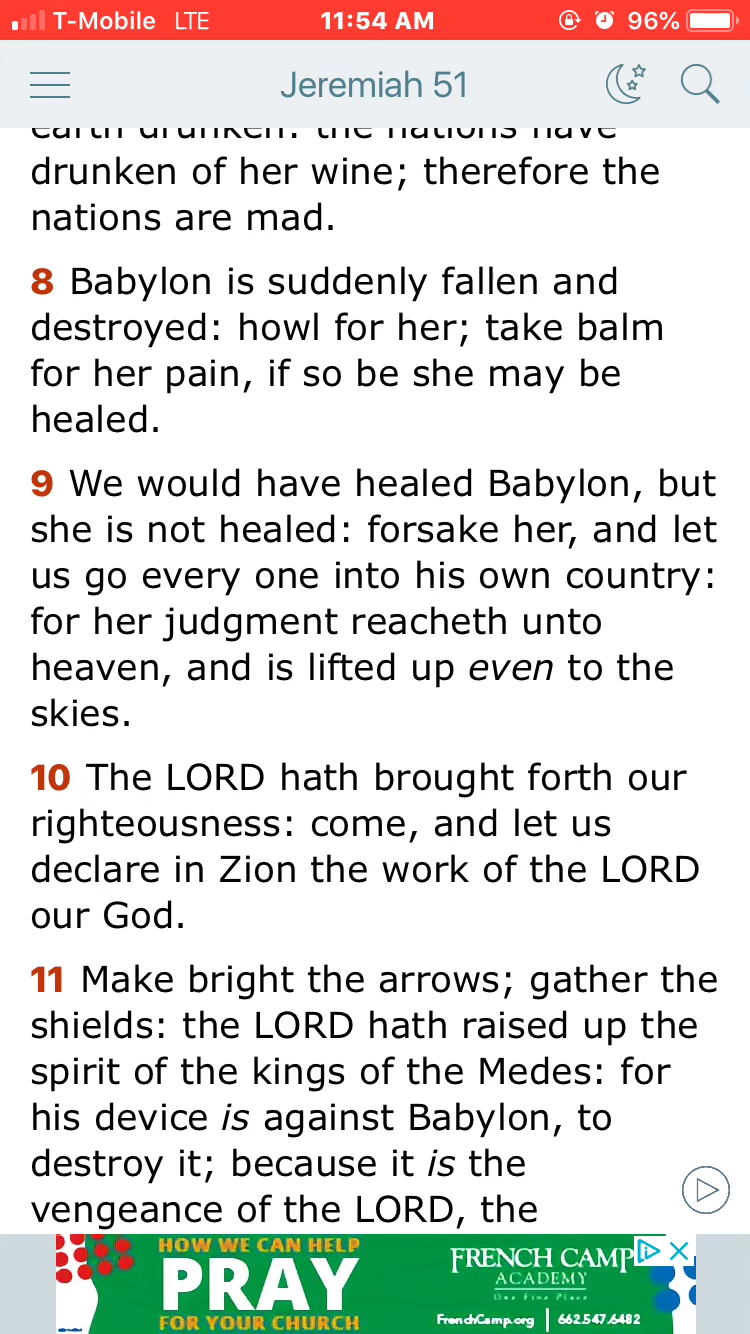 T-Mobile LTE 11:54 AM 96%
Jeremiah 51
earth drunken: the nations have
drunken of her wine; therefore the
nations are mad.
8 Babylon is suddenly fallen and
destroyed: howl for her; take balm
for her pain, if so be she may be
healed.
9 We would have healed Babylon, but
she is not healed: forsake her, and let
us go every one into his own country:
for her judgment reacheth unto
heaven, and is lifted up even to the
skies.
10 The LORD hath brought forth our
righteousness: come, and let us
declare in Zion the work of the LORD
our God.
11 Make bright the arrows; gather the
shields: the LORD hath raised up the
spirit of the kings of the Medes: for
his device is against Babylon, to
destroy it; because it is the
vengeance of the LORD, the
HOW WE CAN HELP
PRAY
FOR YOUR CHURCH
FRENCH CAMP
ACADEMY
One Fine Place
FrenchCamp.org | 662.547.6482